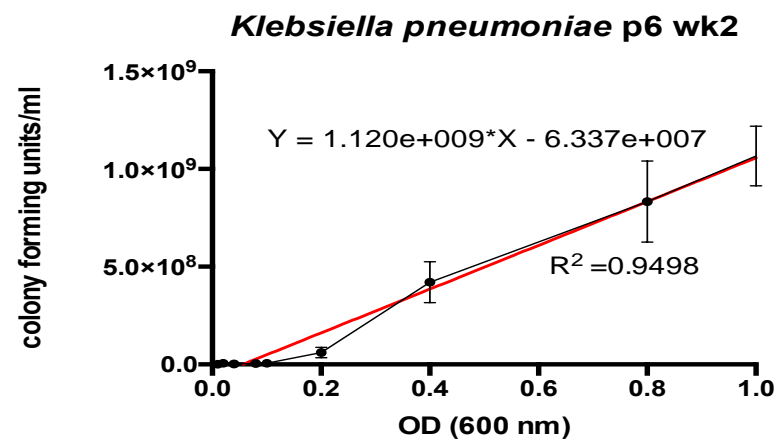 Klebsiella pneumoniae p6 wk2
colony forming units/ml
1.5×10⁹
1.0×10⁹
5.0×10⁸
0.0
Y = 1.120e+009*X - 6.337e+007
R² =0.9498
0.0 0.2 0.4 0.6 0.8 1.0
OD (600 nm)